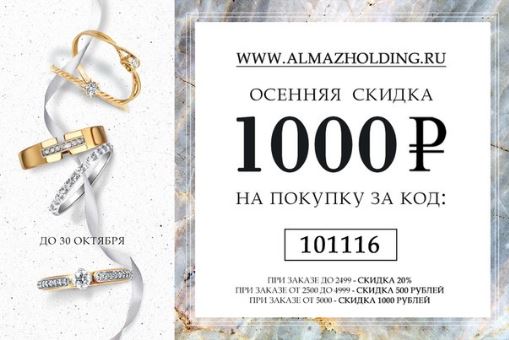 WWW.ALMAZHOLDING.RU
ОСЕННЯЯ СКИДКА
1000₽
НА ПОКУПКУ ЗА КОД:
101116
ДО 30 ОКТЯБРЯ
ПРИ ЗАКАЗЕ ДО 2499 - СКИДКА 20%
ПРИ ЗАКАЗЕ ОТ 2500 ДО 4999 - СКИДКА 500 РУБЛЕЙ
ПРИ ЗАКАЗЕ ОТ 5000 - СКИДКА 1000 РУБЛЕЙ